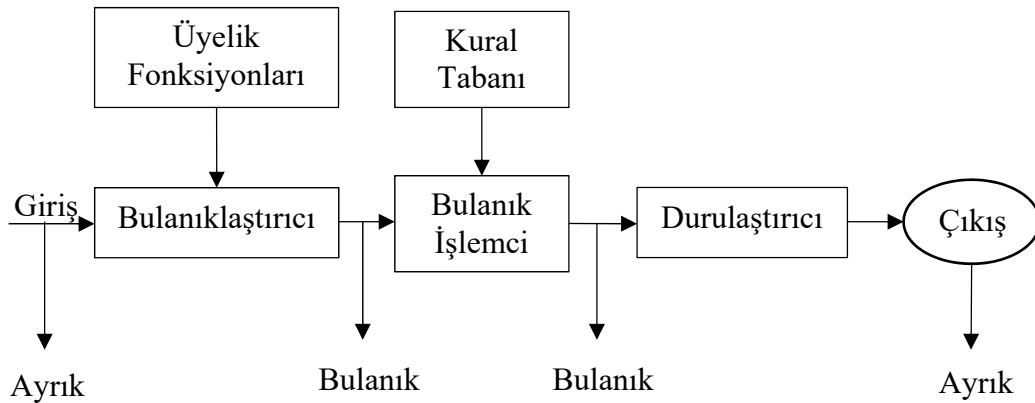 Üyelik
Fonksiyonları
Kural
Tabanı
Giriş
Bulanıklaştırıcı
Bulanık
İşlemci
Durulaştırıcı
Çıkış
Ayrık
Bulanık
Bulanık
Ayrık